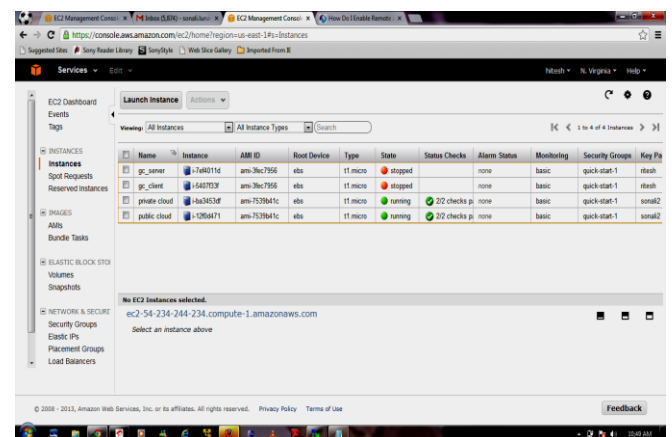 EC2 Management Consol
M Inbox (5,874) - sonali.
EC2 Management Consol
How Do I Enable Remote
https://console.aws.amazon.com/ec2/home?region=us-east-1#s=Instances
Suggested Sites Sony Reader Library SonyStyle Web Slice Gallery Imported From IE
Services Edit hitesh N. Virginia Help
EC2 Dashboard
Events
Tags
INSTANCES
Instances
Spot Requests
Reserved Instances
IMAGES
AMIs
Bundle Tasks
ELASTIC BLOCK STO
Volumes
Snapshots
NETWORK & SECURI
Security Groups
Elastic IPs
Placement Groups
Load Balancers
Launch Instance Actions
Viewing: All Instances All Instance Types Search 1 to 4 of 4 Instances
Name Instance AMI ID Root Device Type State Status Checks Alarm Status Monitoring Security Groups Key Pa
gc_server i-7ef4011d ami-3fec7956 ebs t1.micro stopped none basic quick-start-1 ritesh
gc_client i-540703f ami-3fec7956 ebs t1.micro stopped none basic quick-start-1 ritesh
private cloud i-ba3453df ami-7539b41c ebs t1.micro running 2/2 checks p none basic quick-start-1 sonali2
public cloud i-12f0d471 ami-7539b41c ebs t1.micro running 2/2 checks p none basic quick-start-1 sonali2
No EC2 Instances selected.
ec2-54-234-244-234.compute-1.amazonaws.com
Select an instance above
© 2008 - 2013, Amazon Web Services, Inc. or its affiliates. All rights reserved. Privacy Policy Terms of Use
Feedback
10:49 AM